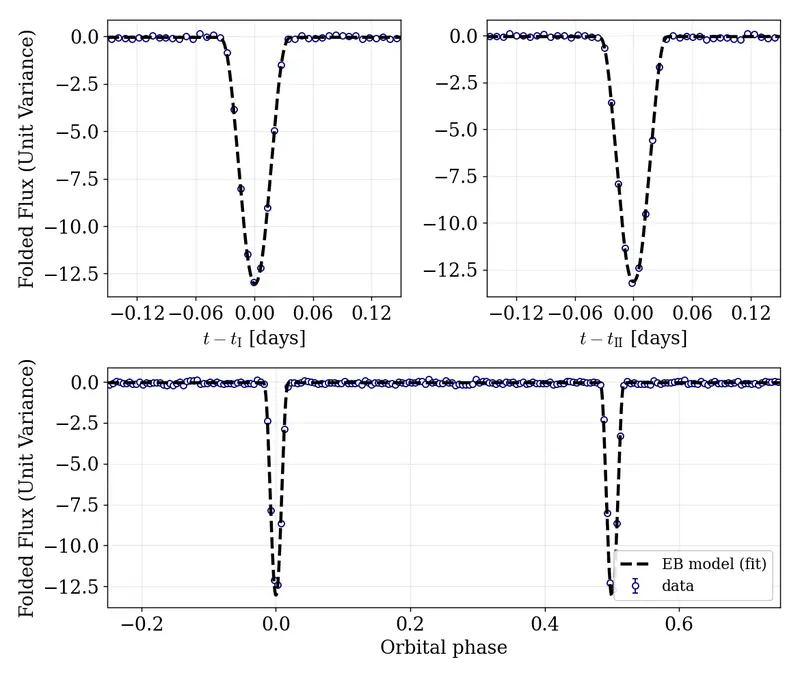 Folded Flux (Unit Variance)
0.0
−2.5
−5.0
−7.5
−10.0
−12.5
−0.12 −0.06 0.00 0.06 0.12
t − tI [days]
0.0
−2.5
−5.0
−7.5
−10.0
−12.5
−0.12 −0.06 0.00 0.06 0.12
t − tII [days]
Folded Flux (Unit Variance)
0.0
−2.5
−5.0
−7.5
−10.0
−12.5
EB model (fit)
data
−0.2 0.0 0.2 0.4 0.6
Orbital phase